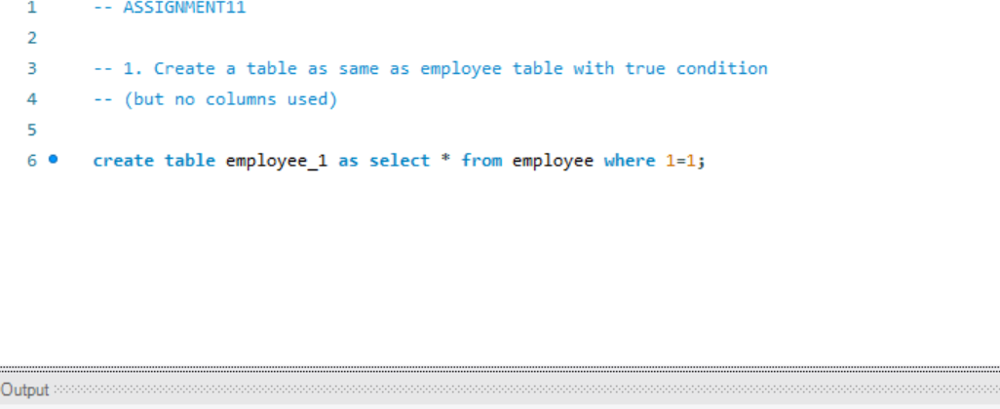 1 -- ASSIGNMENT11
2
3 -- 1. Create a table as same as employee table with true condition
4 -- (but no columns used)
5
6 create table employee_1 as select * from employee where 1=1;
Output